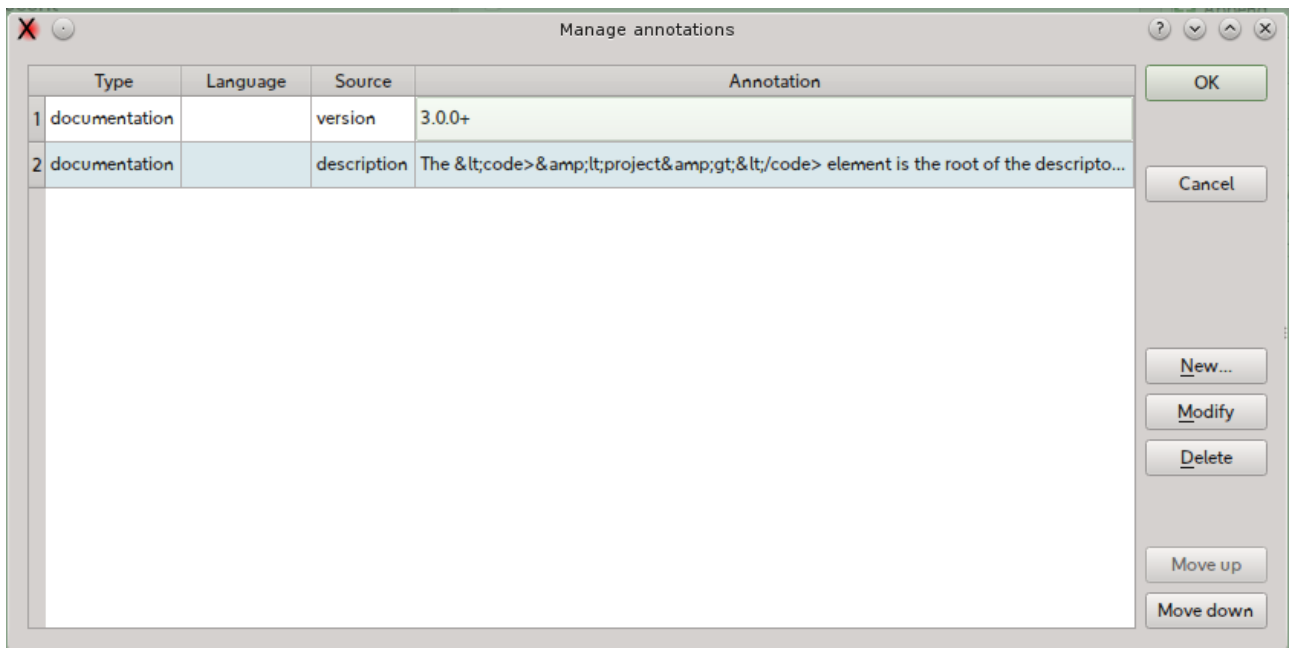 Manage annotations
Type Language Source Annotation
1 documentation version 3.0.0+
2 documentation description The &lt;code>&amp;lt;project&amp;gt;&lt;/code> element is the root of the descripto...
OK
Cancel
New...
Modify
Delete
Move up
Move down